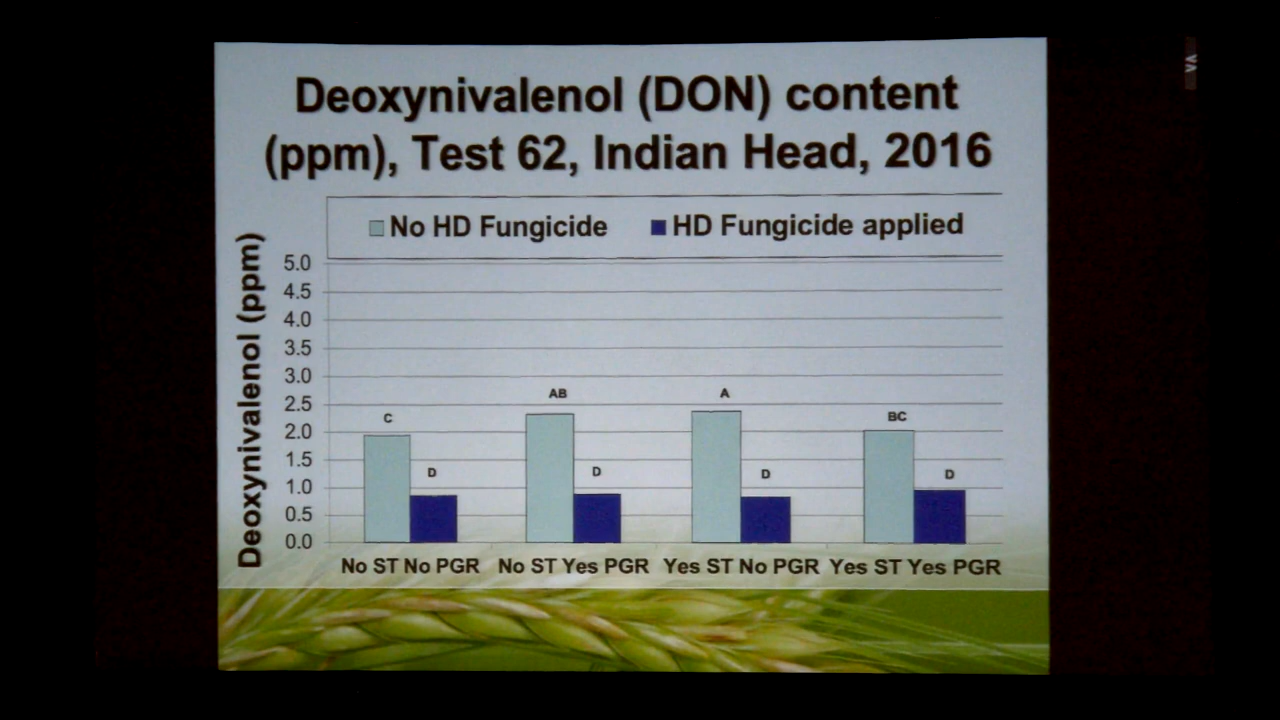 Deoxynivalenol (DON) content
(ppm), Test 62, Indian Head, 2016
No HD Fungicide HD Fungicide applied
Deoxynivalenol (ppm)
5.0
4.5
4.0
3.5
3.0
2.5
2.0
1.5
1.0
0.5
0.0
C D AB D A D BC D
No ST No PGR No ST Yes PGR Yes ST No PGR Yes ST Yes PGR